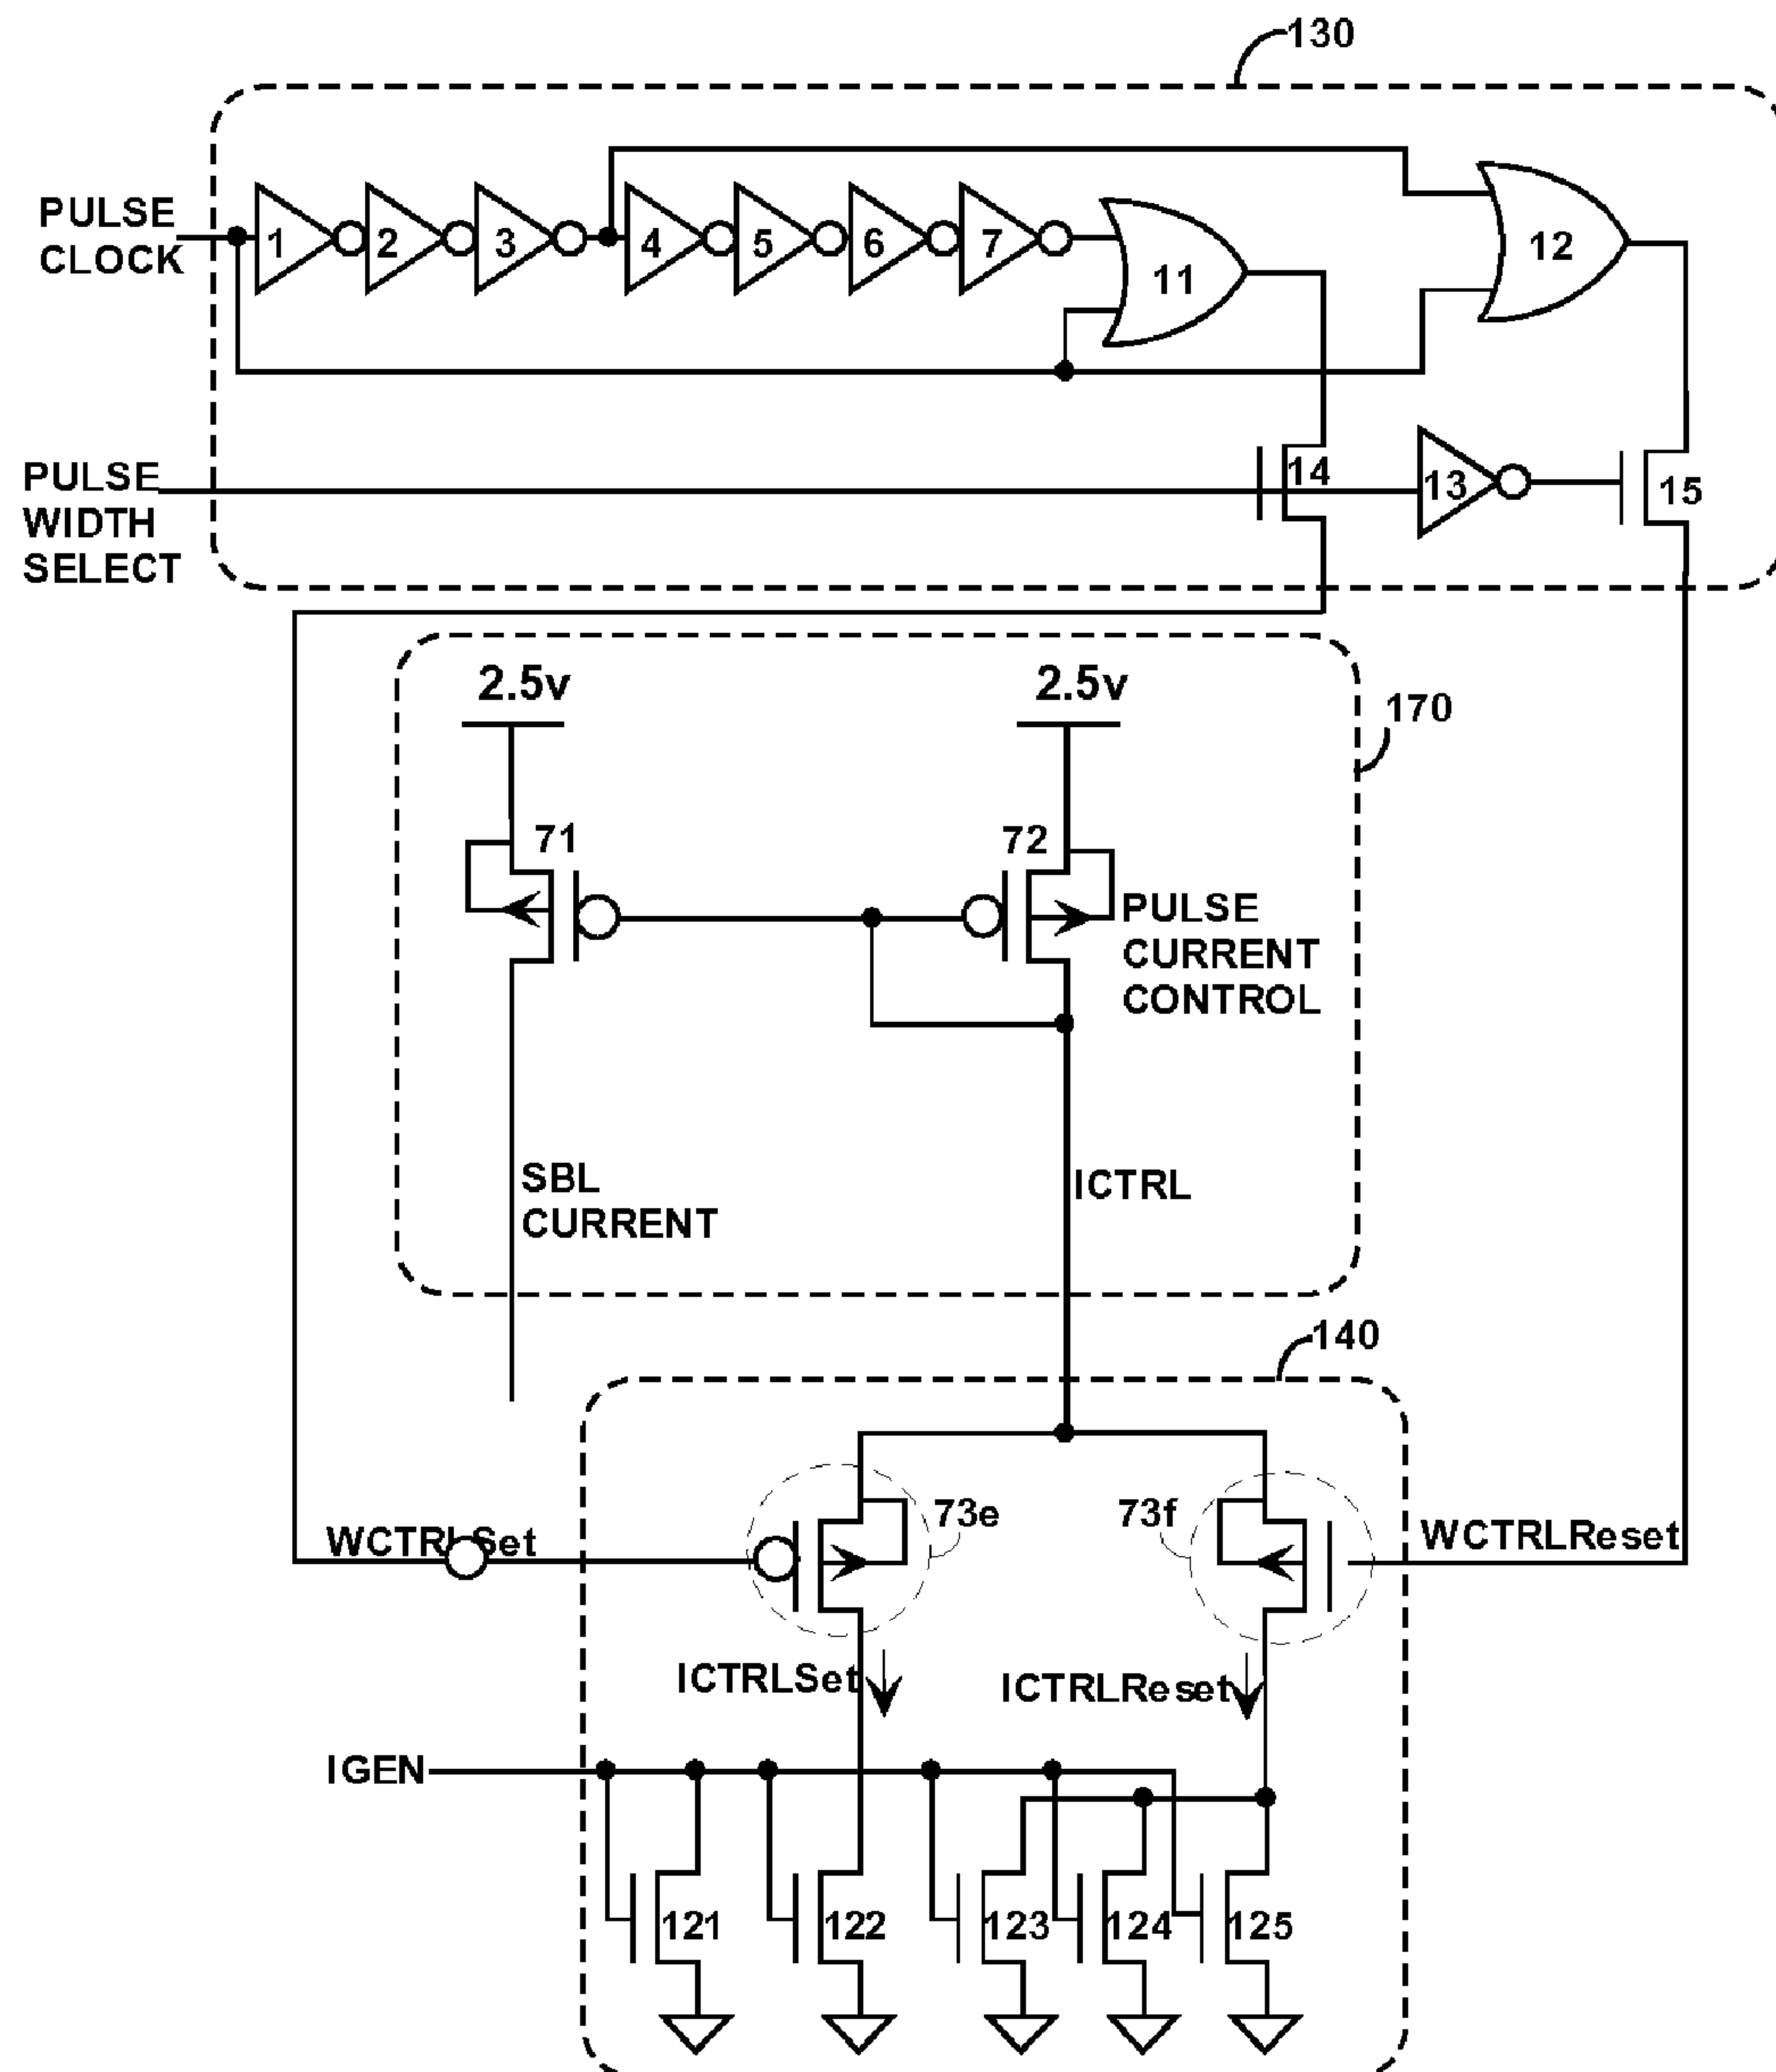 130
PULSE
CLOCK
1
2
3
4
5
6
7
11
12
PULSE
WIDTH
SELECT
14
13
15
2.5v
2.5v
170
71
72
PULSE
CURRENT
CONTROL
SBL
CURRENT
ICTRL
140
WCTRLSet
73e
73f
WCTRLReset
ICTRLSet
ICTRLReset
IGEN
121
122
123
124
125